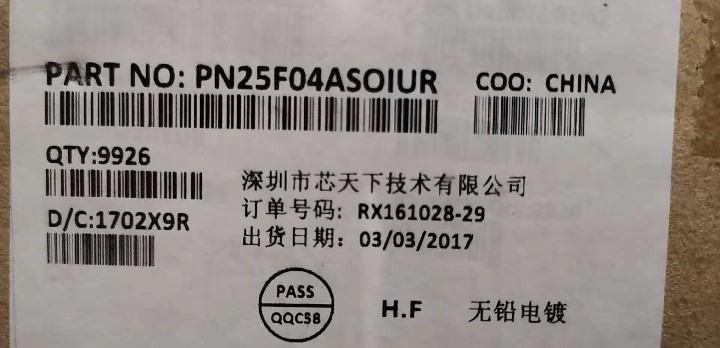 PART NO: PN25F04ASOIUR COO: CHINA
QTY:9926
深圳市芯天下技术有限公司
D/C:1702X9R
订单号码: RX161028-29
出货日期: 03/03/2017
PASS
QQC58
H.F 无铅电镀